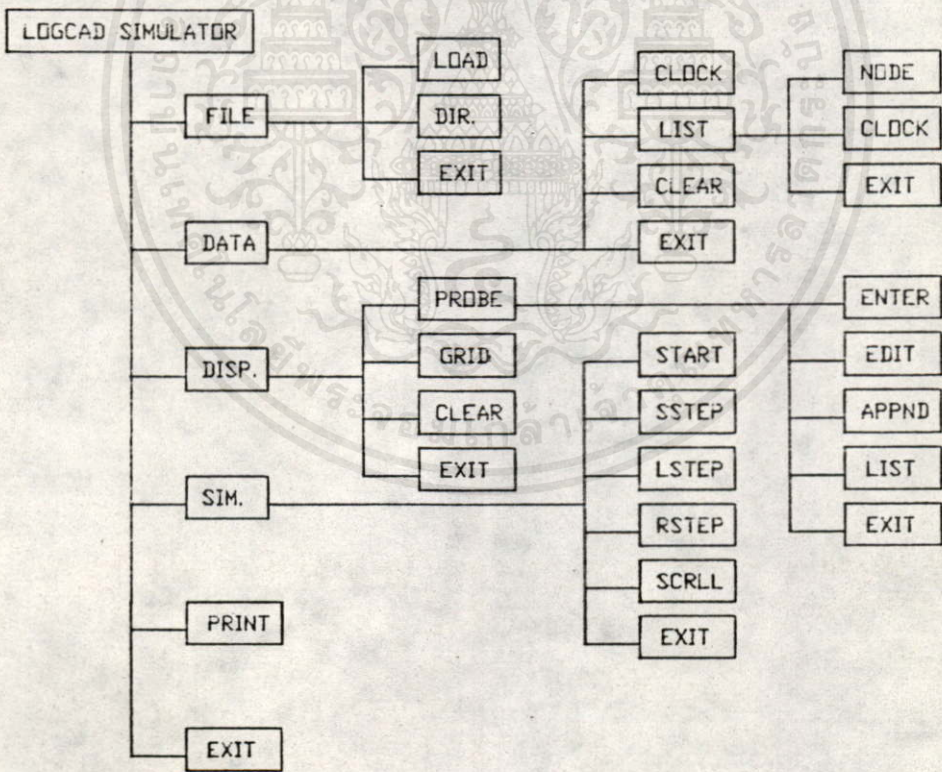 LOGCAD SIMULATOR
FILE
LOAD
DIR.
EXIT
DATA
CLOCK
LIST
NODE
CLOCK
EXIT
CLEAR
EXIT
DISP.
PROBE
ENTER
EDIT
APPND
LIST
EXIT
GRID
CLEAR
EXIT
SIM.
START
SSTEP
LSTEP
RSTEP
SCRLL
EXIT
PRINT
EXIT